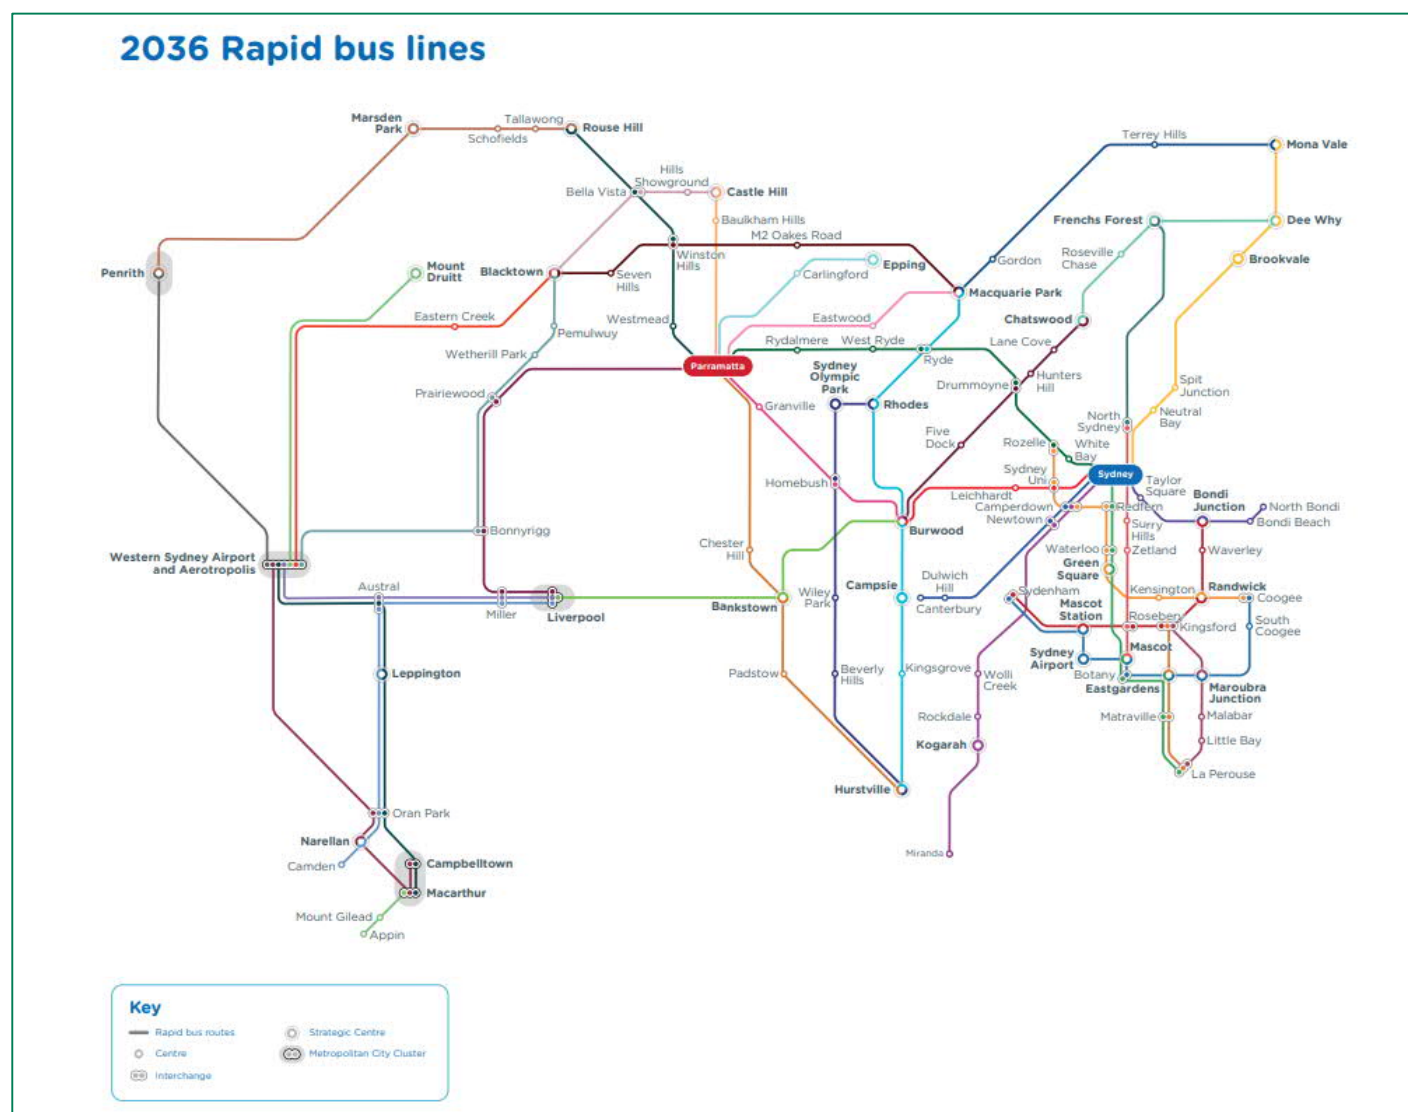 2036 Rapid bus lines
Marsden
Park
Tallawong
Schofields
Rouse Hill
Terrey Hills
Mona Vale
Hills
Showground
Bella Vista
Castle Hill
Baulkham Hills
Frenchs Forest
Dee Why
M2 Oakes Road
Winston
Hills
Roseville
Chase
Gordon
Brookvale
Penrith
Mount
Druitt
Blacktown
Seven
Hills
Carlingford
Epping
Macquarie Park
Eastern Creek
Pemulwuy
Westmead
Eastwood
Chatswood
Wetherill Park
Rydalmere
West Ryde
Ryde
Lane Cove
Parramatta
Sydney
Olympic
Park
Hunters
Hill
Drummoyne
Spit
Junction
Prairiewood
Granville
Rhodes
Neutral
Bay
North
Sydney
Five
Dock
Rozelle
White
Bay
Homebush
Sydney
Uni
Sydney
Taylor
Square
Bondi
Junction
North Bondi
Bondi Beach
Leichhardt
Camperdown
Newtown
Redfern
Bonnyrigg
Burwood
Surry
Hills
Western Sydney Airport
and Aerotropolis
Chester
Hill
Waterloo
Zetland
Waverley
Green
Square
Austral
Miller
Liverpool
Bankstown
Wiley
Park
Campsie
Dulwich
Hill
Canterbury
Sydenham
Kensington
Randwick
Coogee
Mascot
Station
Rosebery
Kingsford
South
Coogee
Sydney
Airport
Mascot
Leppington
Padstow
Beverly
Hills
Kingsgrove
Wolli
Creek
Botany
Eastgardens
Maroubra
Junction
Rockdale
Matraville
Malabar
Kogarah
Little Bay
La Perouse
Hurstville
Oran Park
Narellan
Miranda
Camden
Campbelltown
Macarthur
Mount Gilead
Appin
Key
Rapid bus routes
Strategic Centre
Centre
Metropolitan City Cluster
Interchange